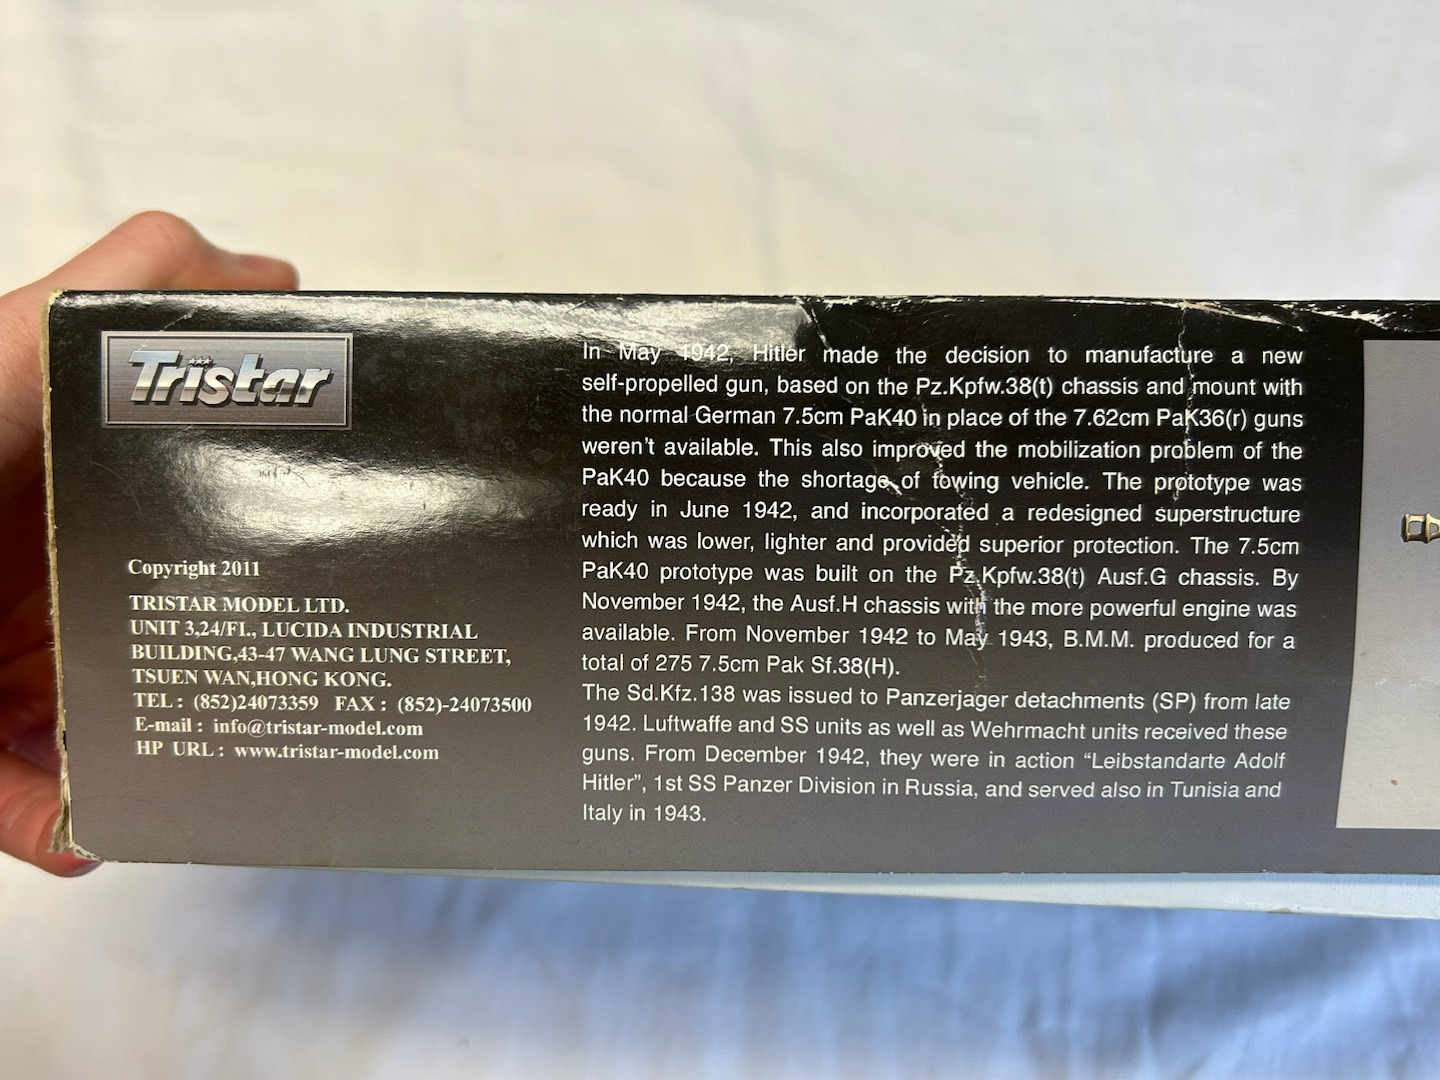 Tristar
Copyright 2011
TRISTAR MODEL LTD.
UNIT 3,24/FL., LUCIDA INDUSTRIAL
BUILDING,43-47 WANG LUNG STREET,
TSUEN WAN,HONG KONG.
TEL : (852)24073359 FAX : (852)-24073500
E-mail : info@tristar-model.com
HP URL : www.tristar-model.com
In May 1942, Hitler made the decision to manufacture a new
self-propelled gun, based on the Pz.Kpfw.38(t) chassis and mount with
the normal German 7.5cm PaK40 in place of the 7.62cm PaK36(r) guns
weren't available. This also improved the mobilization problem of the
PaK40 because the shortage of towing vehicle. The prototype was
ready in June 1942, and incorporated a redesigned superstructure
which was lower, lighter and provided superior protection. The 7.5cm
PaK40 prototype was built on the Pz.Kpfw.38(t) Ausf.G chassis. By
November 1942, the Ausf.H chassis with the more powerful engine was
available. From November 1942 to May 1943, B.M.M. produced for a
total of 275 7.5cm Pak Sf.38(H).
The Sd.Kfz.138 was issued to Panzerjager detachments (SP) from late
1942. Luftwaffe and SS units as well as Wehrmacht units received these
guns. From December 1942, they were in action “Leibstandarte Adolf
Hitler”, 1st SS Panzer Division in Russia, and served also in Tunisia and
Italy in 1943.